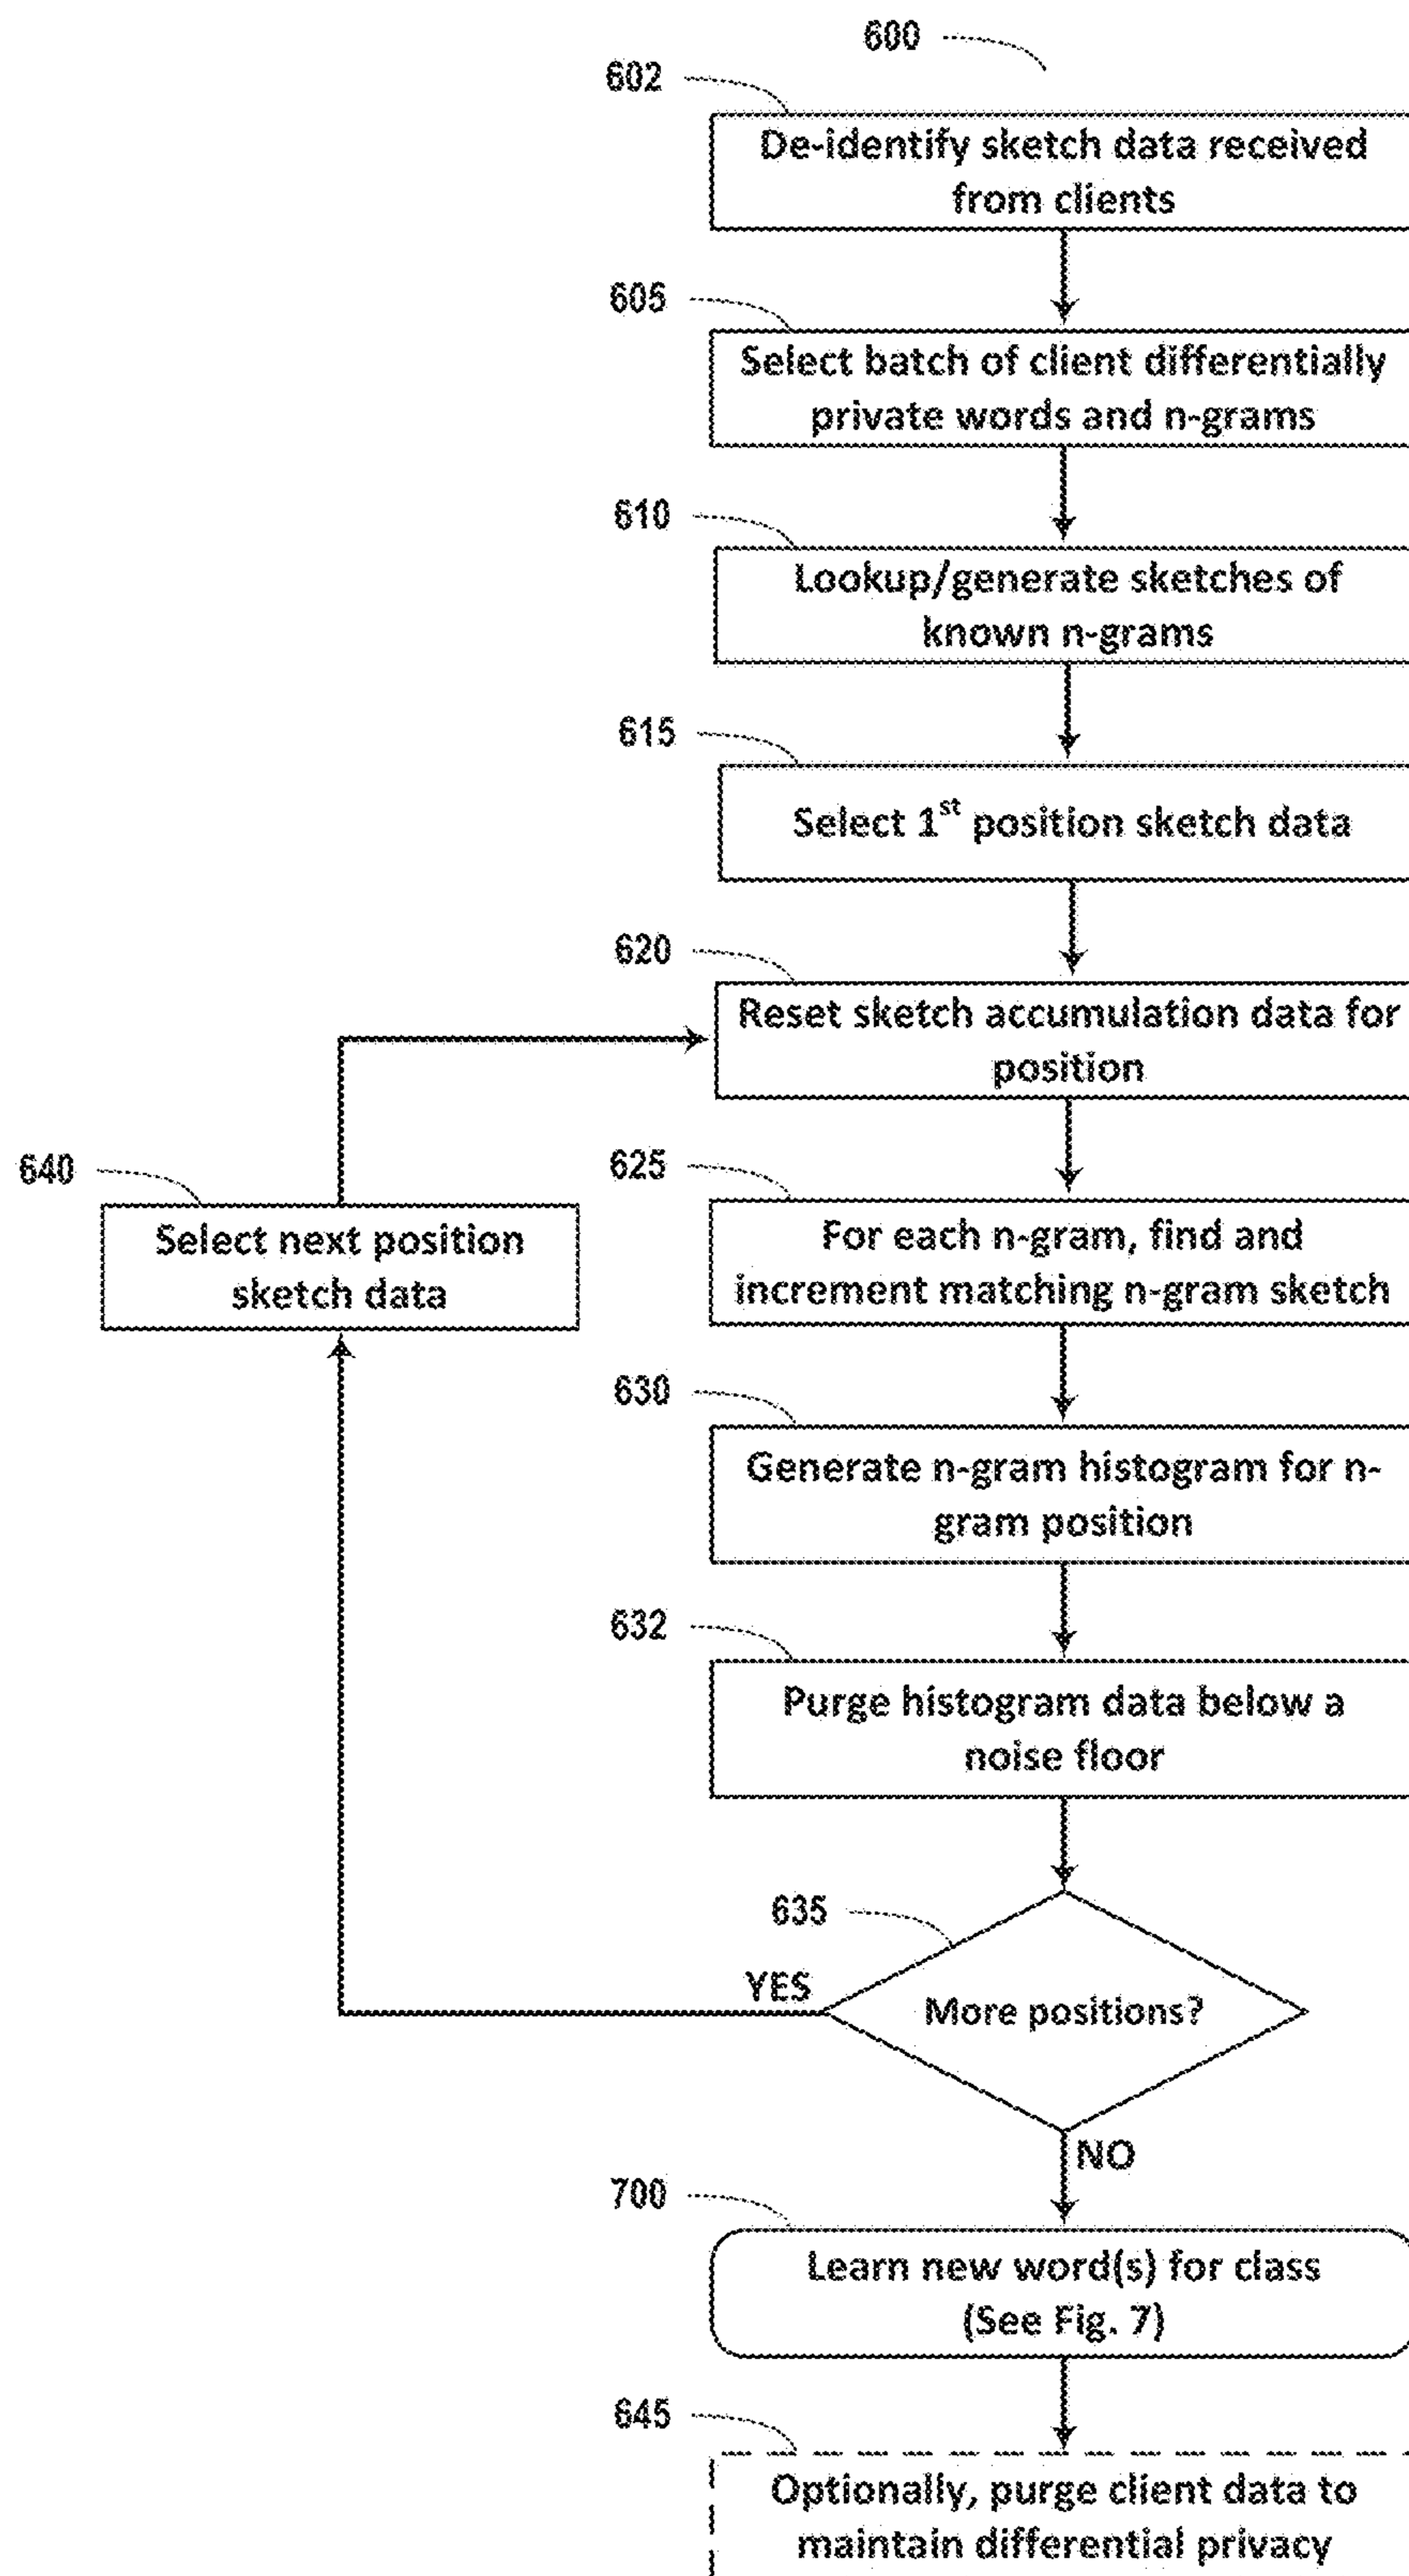 600
602
De-identify sketch data received
from clients
605
Select batch of client differentially
private words and n-grams
610
Lookup/generate sketches of
known n-grams
615
Select 1st position sketch data
620
Reset sketch accumulation data for
position
640
Select next position
sketch data
625
For each n-gram, find and
increment matching n-gram sketch
630
Generate n-gram histogram for n-
gram position
632
Purge histogram data below a
noise floor
635
YES
More positions?
NO
700
Learn new word(s) for class
(See Fig. 7)
645
Optionally, purge client data to
maintain differential privacy